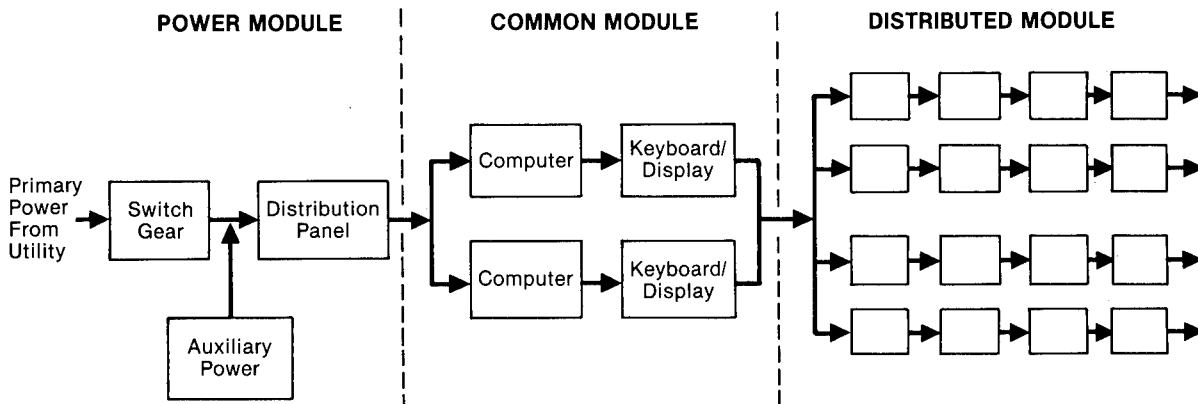 POWER MODULE
COMMON MODULE
DISTRIBUTED MODULE
Primary
Power
From
Utility
Switch
Gear
Distribution
Panel
Auxiliary
Power
Computer
Keyboard/
Display
Computer
Keyboard/
Display